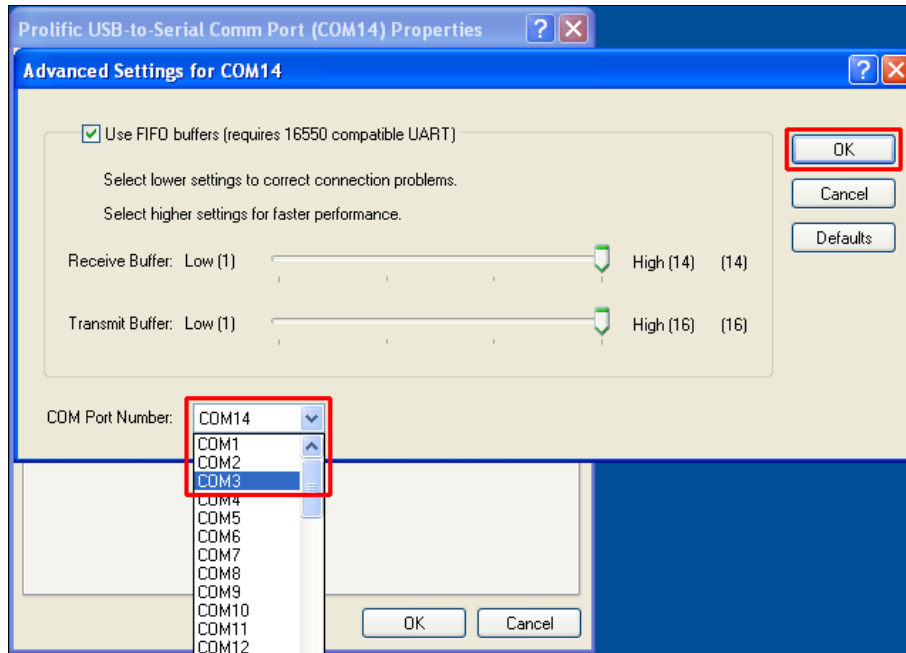 Prolific USB-to-Serial Comm Port (COM14) Properties
Advanced Settings for COM14
Use FIFO buffers (requires 16550 compatible UART)
OK
Select lower settings to correct connection problems.
Cancel
Select higher settings for faster performance.
Defaults
Receive Buffer: Low (1) High (14) (14)
Transmit Buffer: Low (1) High (16) (16)
COM Port Number: COM14
COM1
COM2
COM3
COM4
COM5
COM6
COM7
COM8
COM9
COM10
COM11
COM12
OK Cancel